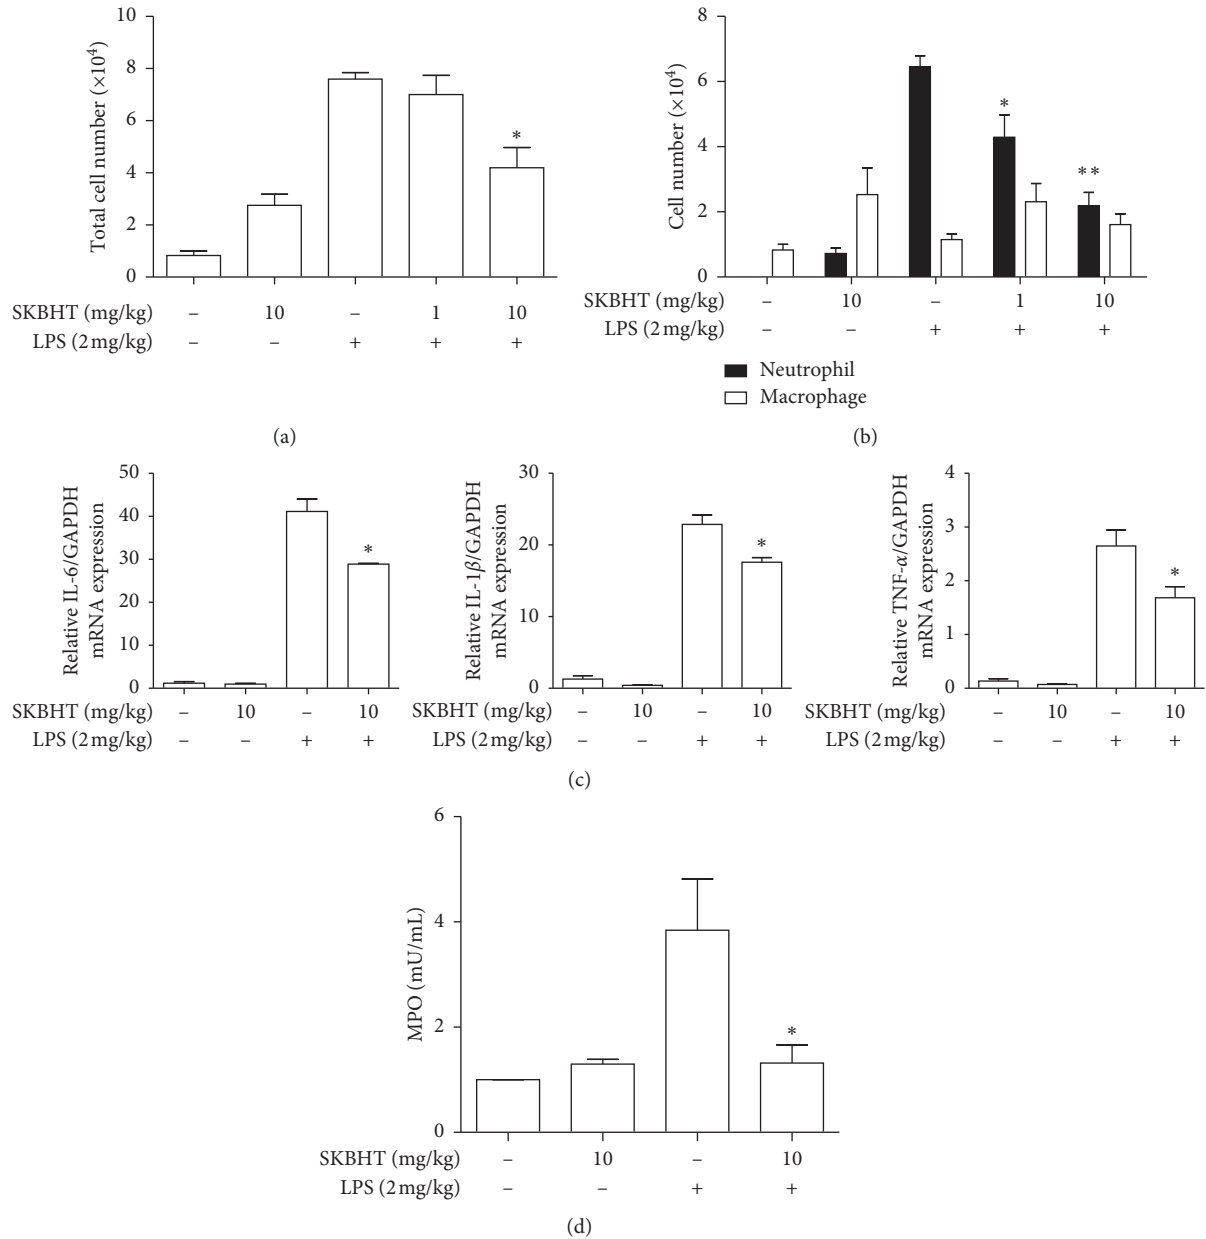 Total cell number (×10⁴)
10
8
6
4
2
0
*
SKBHT (mg/kg) – 10 – 1 10
LPS (2 mg/kg) – – + + +
(a)
Cell number (×10⁴)
8
6
4
2
0
*
**
SKBHT (mg/kg) – 10 – 1 10
LPS (2 mg/kg) – – + + +
Neutrophil
Macrophage
(b)
Relative IL-6/GAPDH
mRNA expression
50
40
30
20
10
0
*
SKBHT (mg/kg) – 10 – 10
LPS (2 mg/kg) – – + +
Relative IL-1β/GAPDH
mRNA expression
30
20
10
0
*
SKBHT (mg/kg) – 10 – 10
LPS (2 mg/kg) – – + +
Relative TNF-α/GAPDH
mRNA expression
4
3
2
1
0
*
SKBHT (mg/kg) – 10 – 10
LPS (2 mg/kg) – – + +
(c)
MPO (mU/mL)
6
4
2
0
*
SKBHT (mg/kg) – 10 – 10
LPS (2 mg/kg) – – + +
(d)